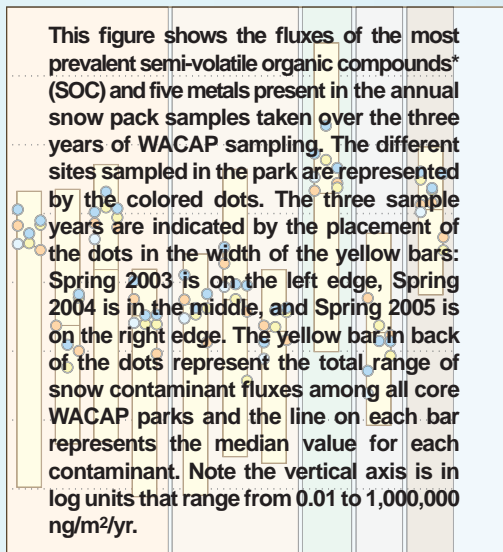 This figure shows the fluxes of the most
prevalent semi-volatile organic compounds*
(SOC) and five metals present in the annual
snow pack samples taken over the three
years of WACAP sampling. The different
sites sampled in the park are represented
by the colored dots. The three sample
years are indicated by the placement of
the dots in the width of the yellow bars:
Spring 2003 is on the left edge, Spring
2004 is in the middle, and Spring 2005 is
on the right edge. The yellow bar in back
of the dots represent the total range of
snow contaminant fluxes among all core
WACAP parks and the line on each bar
represents the median value for each
contaminant. Note the vertical axis is in
log units that range from 0.01 to 1,000,000
ng/m²/yr.